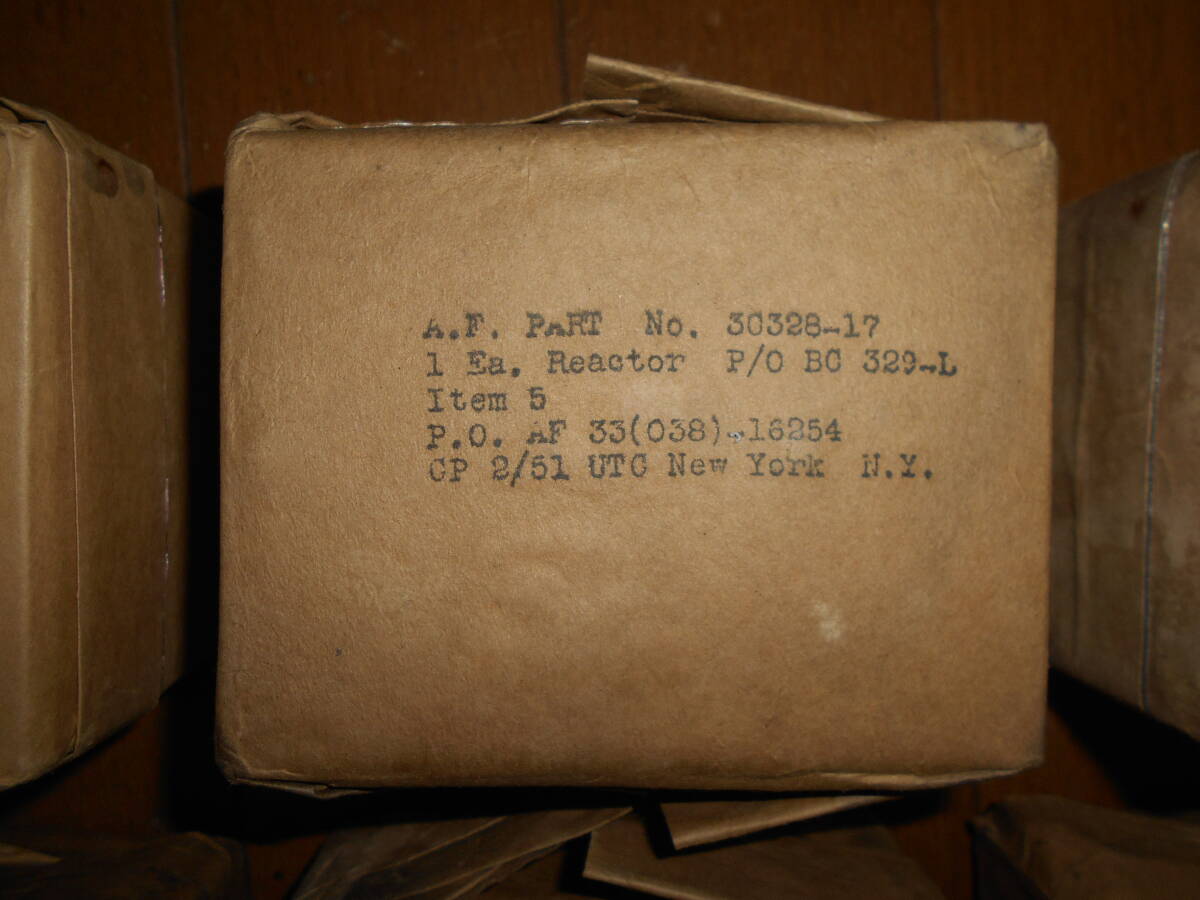 A.F. PART No. 30328-17
1 Ea. Reactor P/O BC 329-L
Item 5
P.O. AF 33(038)-16254
CP 2/51 UTC New York N.Y.